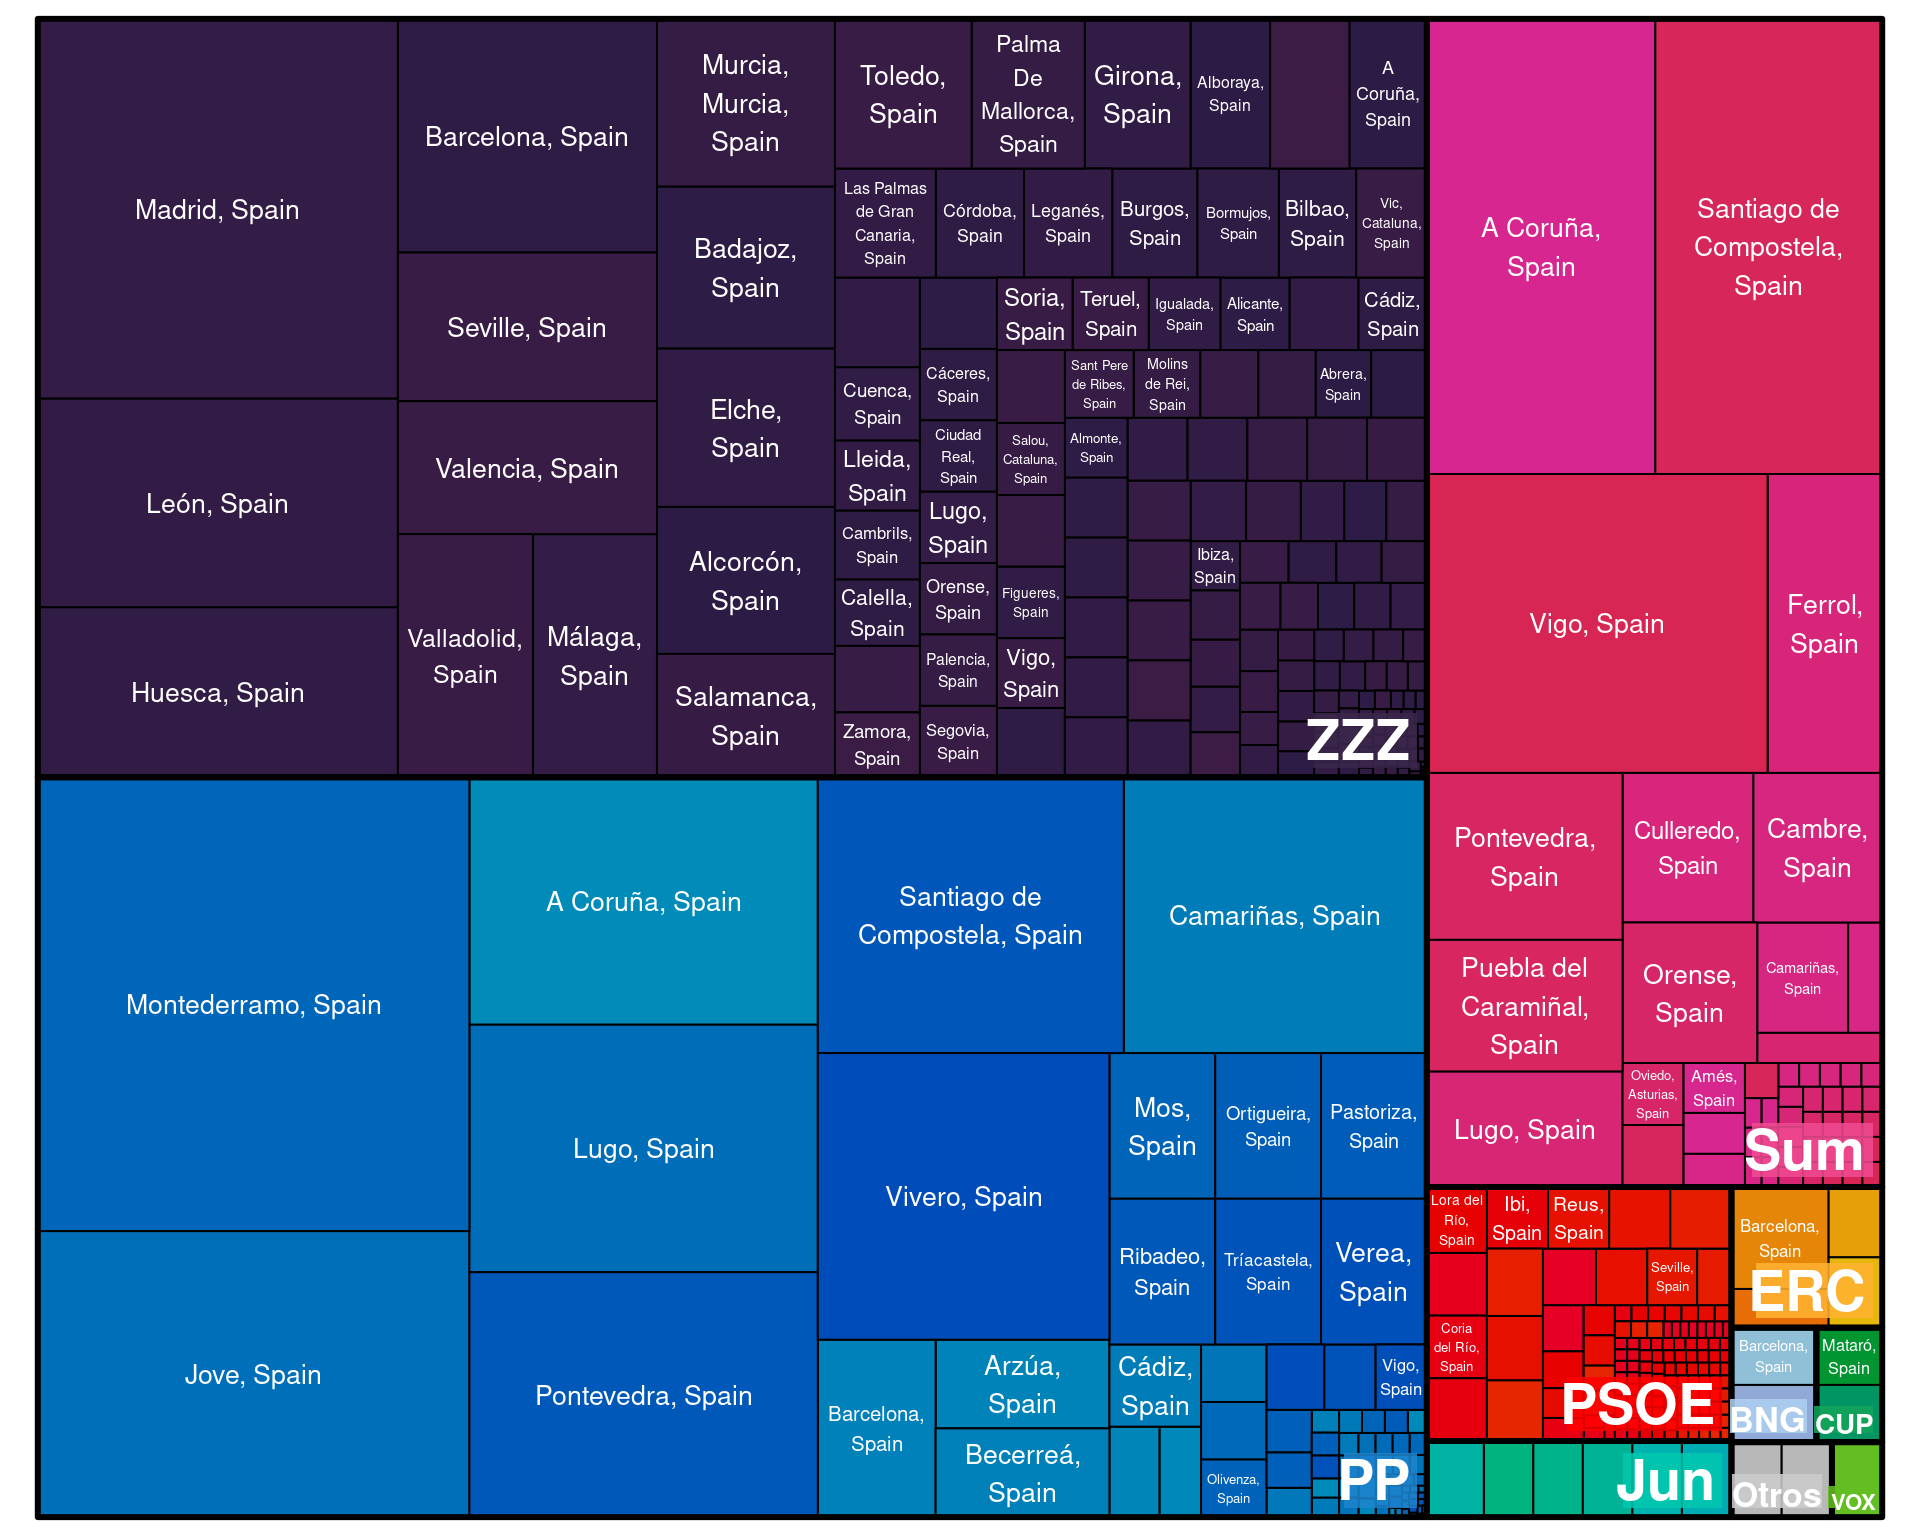 Madrid, Spain
León, Spain
Huesca, Spain
Barcelona, Spain
Seville, Spain
Valencia, Spain
Valladolid,
Spain
Málaga,
Spain
Murcia,
Murcia,
Spain
Badajoz,
Spain
Elche,
Spain
Alcorcón,
Spain
Salamanca,
Spain
Toledo,
Spain
Palma
De
Mallorca,
Spain
Girona,
Spain
Alboraya,
Spain
A
Coruña,
Spain
Las Palmas
de Gran
Canaria,
Spain
Córdoba,
Spain
Leganés,
Spain
Burgos,
Spain
Bormujos,
Spain
Bilbao,
Spain
Vic,
Cataluna,
Spain
Cuenca,
Spain
Lleida,
Spain
Cambrils,
Spain
Calella,
Spain
Zamora,
Spain
Cáceres,
Spain
Ciudad
Real,
Spain
Lugo,
Spain
Orense,
Spain
Palencia,
Spain
Segovia,
Spain
Soria,
Spain
Teruel,
Spain
Igualada,
Spain
Alicante,
Spain
Cádiz,
Spain
Salou,
Cataluna,
Spain
Figueres,
Spain
Vigo,
Spain
Sant Pere
de Ribes,
Spain
Molins
de Rei,
Spain
Abrera,
Spain
Almonte,
Spain
Ibiza,
Spain
ZZZ
Montederramo, Spain
Jove, Spain
A Coruña, Spain
Lugo, Spain
Pontevedra, Spain
Santiago de
Compostela, Spain
Camariñas, Spain
Vivero, Spain
Mos,
Spain
Ortigueira,
Spain
Pastoriza,
Spain
Ribadeo,
Spain
Tríacastela,
Spain
Verea,
Spain
Barcelona,
Spain
Arzúa,
Spain
Becerreá,
Spain
Cádiz,
Spain
Vigo,
Spain
Olivenza,
Spain
PP
A Coruña,
Spain
Santiago de
Compostela,
Spain
Vigo, Spain
Ferrol,
Spain
Pontevedra,
Spain
Culleredo,
Spain
Cambre,
Spain
Puebla del
Caramiñal,
Spain
Orense,
Spain
Camariñas,
Spain
Lugo, Spain
Oviedo,
Asturias,
Spain
Amés,
Spain
Sum
Lora del
Río,
Spain
Ibi,
Spain
Reus,
Spain
Seville,
Spain
Coria
del Río,
Spain
PSOE
Barcelona,
Spain
ERC
Barcelona,
Spain
BNG
Mataró,
Spain
CUP
Jun
Otros
VOX